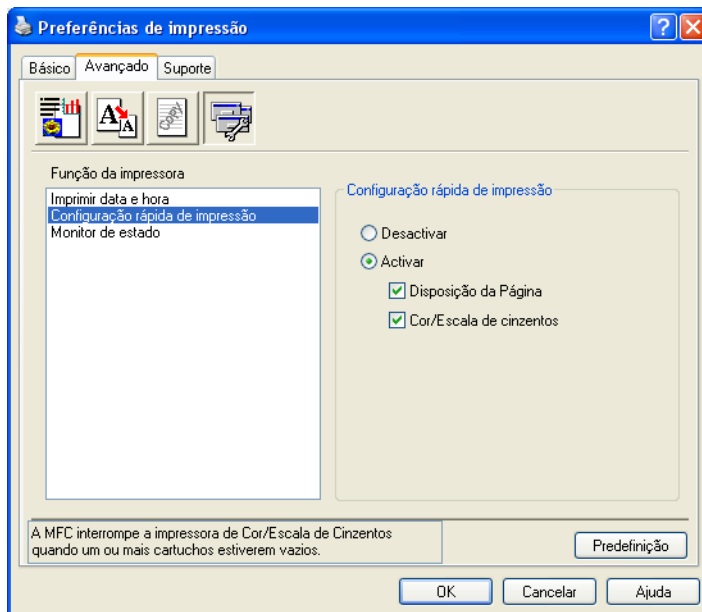 Preferências de impressão
Básico Avançado Suporte
Função da impressora
Imprimir data e hora
Configuração rápida de impressão
Monitor de estado
Configuração rápida de impressão
Desactivar
Activar
Disposição da Página
Cor/Escala de cinzentos
A MFC interrompe a impressora de Cor/Escala de Cinzentos
quando um ou mais cartuchos estiverem vazios.
Predefinição
OK Cancelar Ajuda